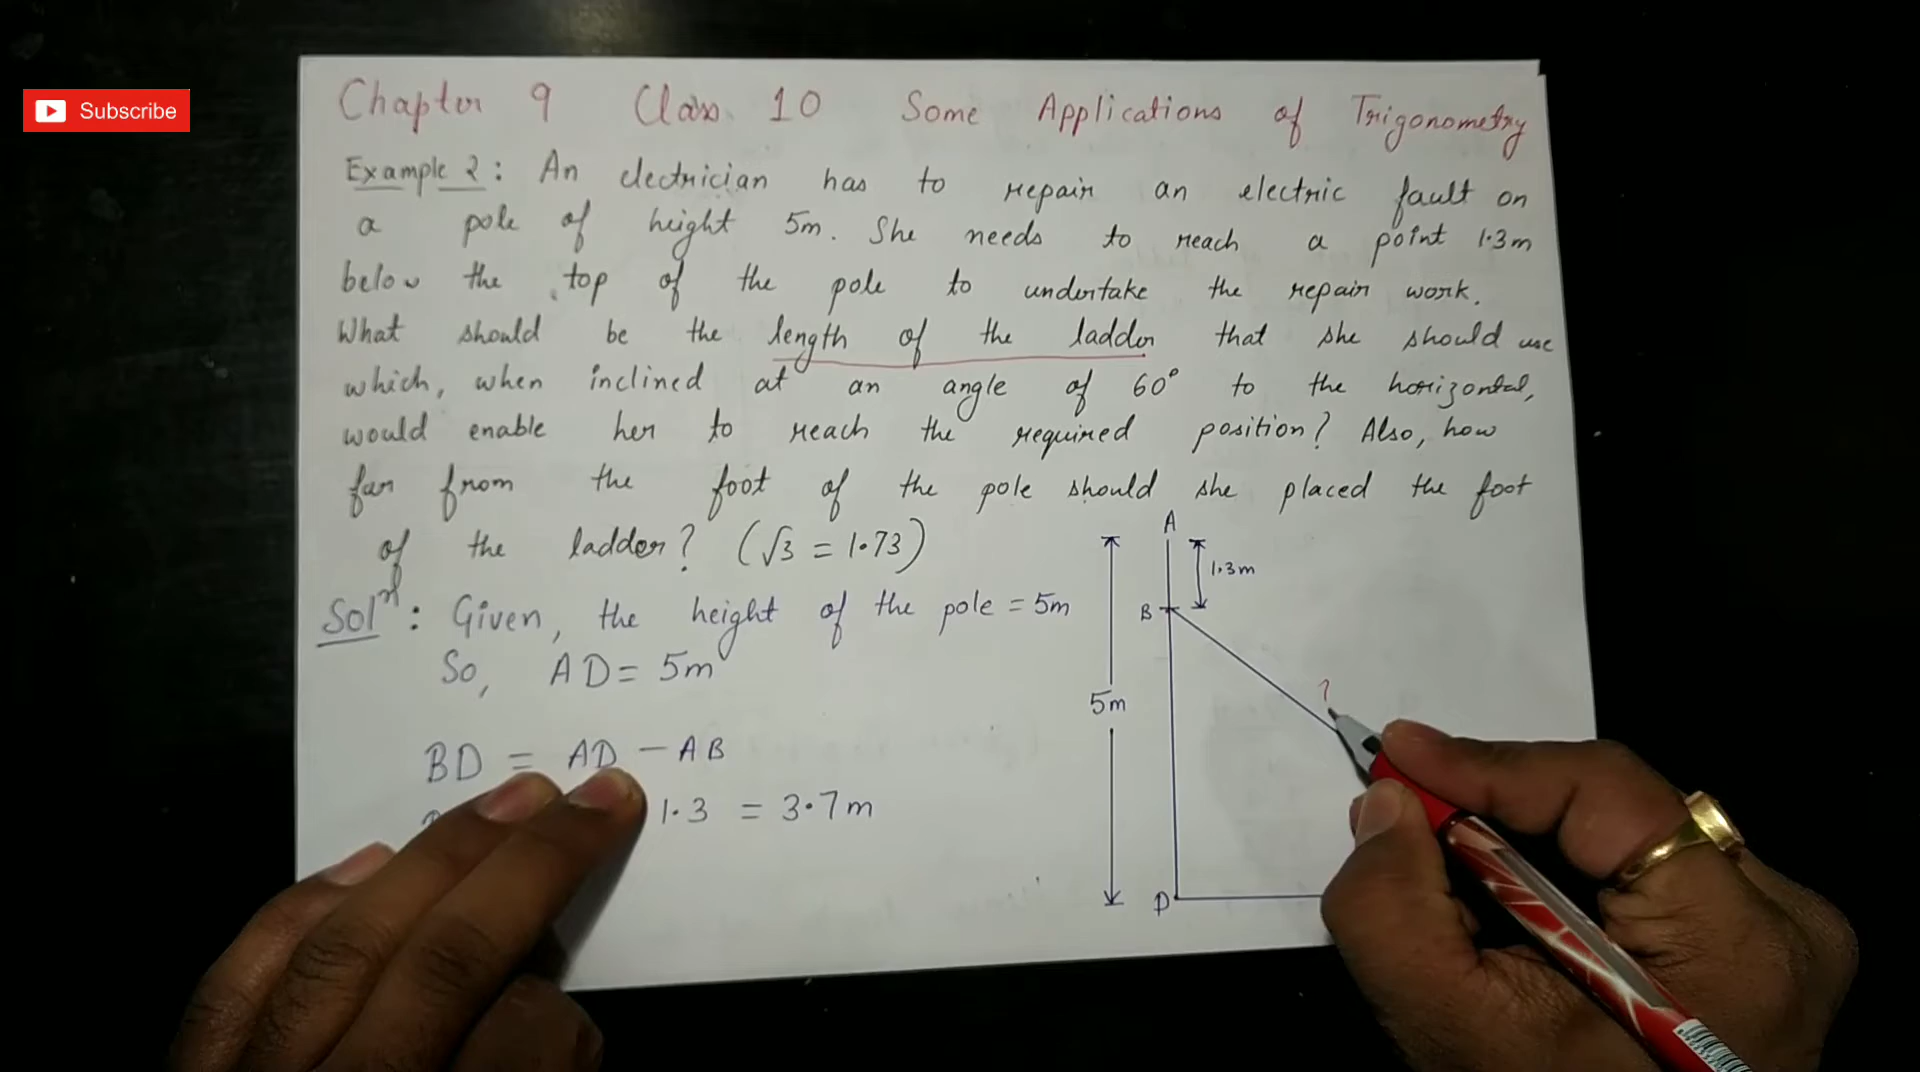 Subscribe
Chapter 9 Class 10 Some Applications of Trigonometry
Example 2: An electrician has to repair an electric fault on
a pole of height 5m. She needs to reach a point 1.3m
below the top of the pole to undertake the repair work.
What should be the length of the ladder that she should use
which, when inclined at an angle of 60° to the horizontal,
would enable her to reach the required position? Also, how
far from the foot of the pole should she placed the foot
of the ladder? (√3 = 1.73)
Solⁿ: Given, the height of the pole = 5m
So, AD = 5m
BD = AD - AB
1.3 = 3.7m
A
1.3m
B
?
5m
D